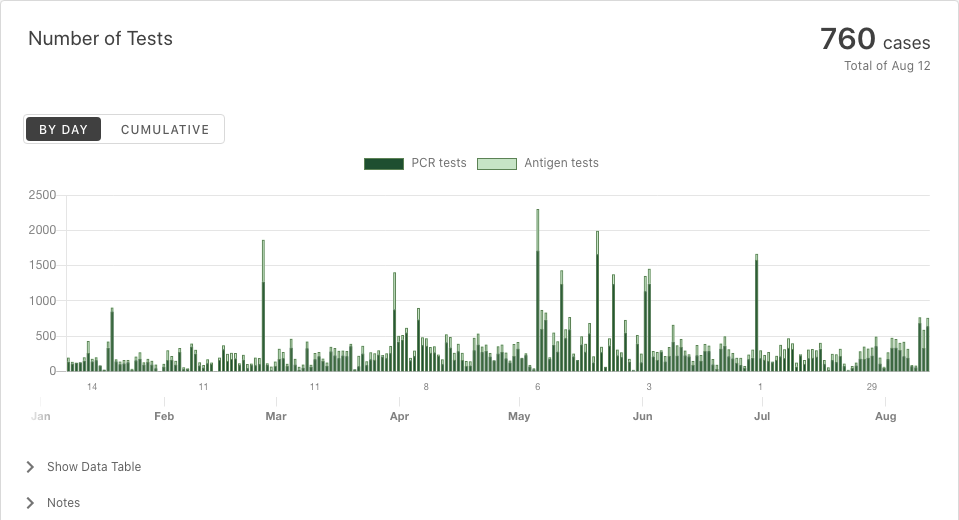 Number of Tests
760 cases
Total of Aug 12
BY DAY CUMULATIVE
PCR tests Antigen tests
2500
2000
1500
1000
500
0
14 11 11 8 6 3 1 29
Jan Feb Mar Apr May Jun Jul Aug
Show Data Table
Notes